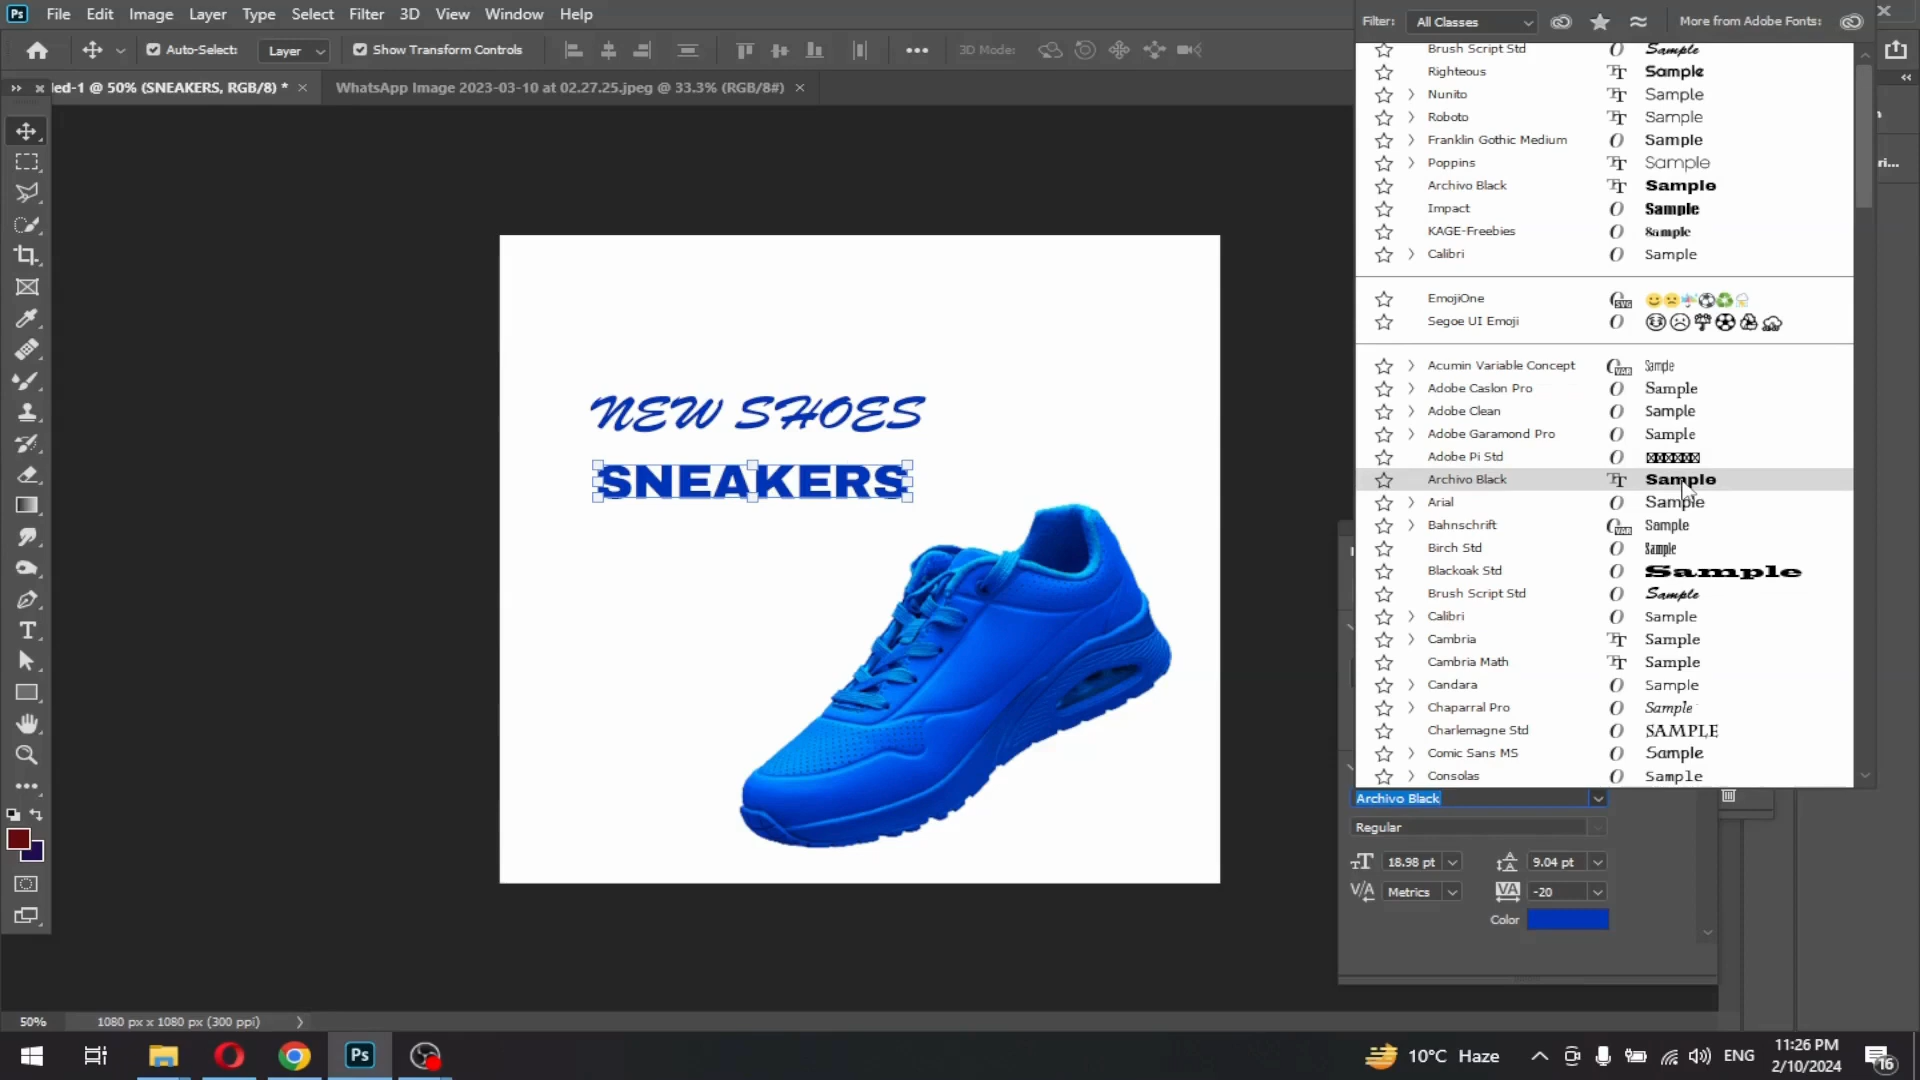 Ps File Edit Image Layer Type Select Filter 3D View Window Help
Auto-Select: Layer Show Transform Controls 3D Mode:
led-1 @ 50% (SNEAKERS, RGB/8) * WhatsApp Image 2023-03-10 at 02.27.25.jpeg @ 33.3% (RGB/8#)
NEW SHOES
SNEAKERS
Filter: All Classes More from Adobe Fonts:
Brush Script Std Sample
Righteous Sample
Nunito Sample
Roboto Sample
Franklin Gothic Medium Sample
Poppins Sample
Archivo Black Sample
Impact Sample
KAGE-Freebies Sample
Calibri Sample
EmojiOne
Segoe UI Emoji
Acumin Variable Concept Sample
Adobe Caslon Pro Sample
Adobe Clean Sample
Adobe Garamond Pro Sample
Adobe Pi Std
Archivo Black Sample
Arial Sample
Bahnschrift Sample
Birch Std Sample
Blackoak Std Sample
Brush Script Std Sample
Calibri Sample
Cambria Sample
Cambria Math Sample
Candara Sample
Chaparral Pro Sample
Charlemagne Std SAMPLE
Comic Sans MS Sample
Consolas Sample
ri...
Archivo Black
Regular
18.98 pt 9.04 pt
Metrics -20
Color
50% 1080 px x 1080 px (300 ppi)
Ps 10°C Haze ENG 11:26 PM
2/10/2024 16